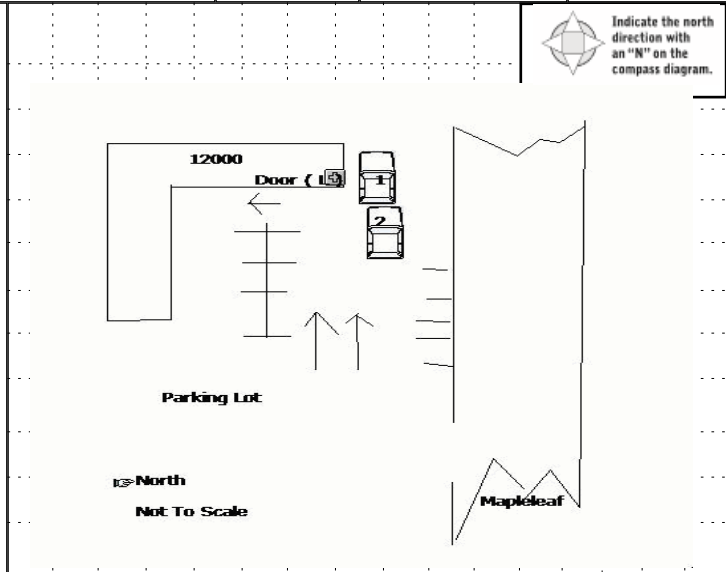 Indicate the north
direction with
an “N” on the
compass diagram.
12000
Door (
1
2
Parking Lot
North
Not To Scale
Mapleleaf